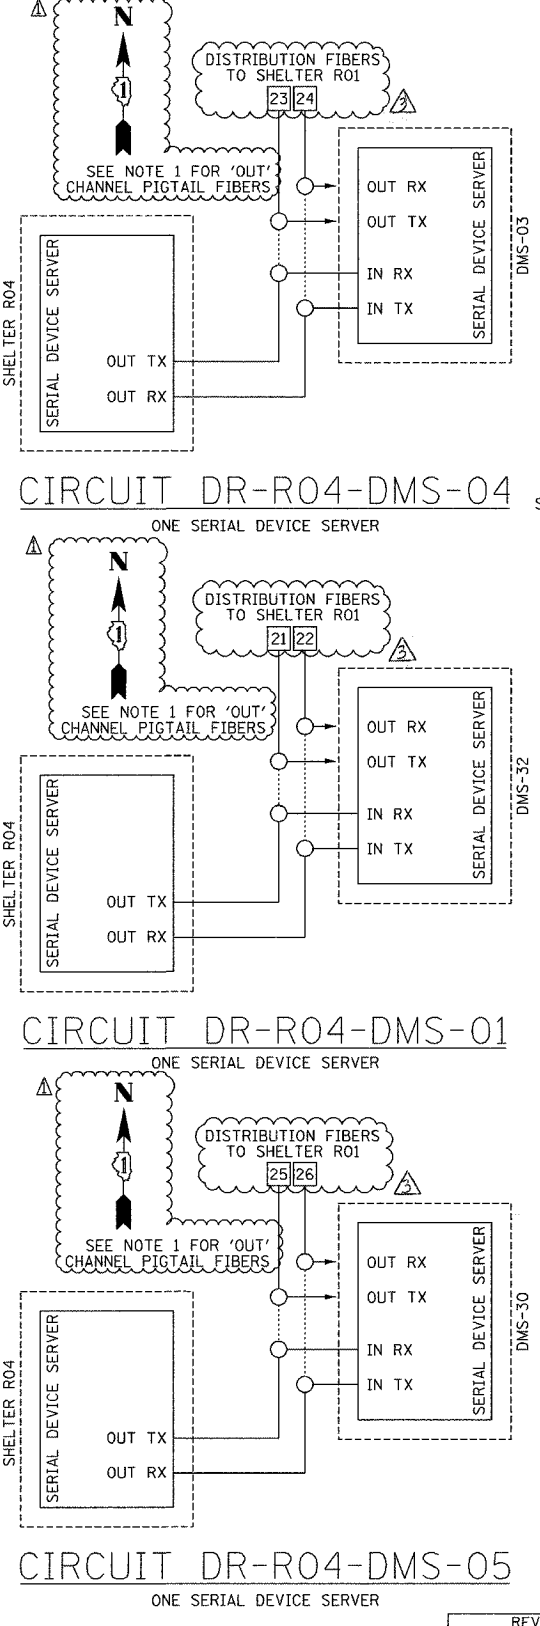 1
N
1
DISTRIBUTION FIBERS
TO SHELTER R01
23 24
3
SEE NOTE 1 FOR 'OUT'
CHANNEL PIGTAIL FIBERS
OUT RX
OUT TX
IN RX
IN TX
SERIAL DEVICE SERVER
DMS-03
SHELTER R04
SERIAL DEVICE SERVER
OUT TX
OUT RX
CIRCUIT DR-R04-DMS-04
S
ONE SERIAL DEVICE SERVER
1
N
1
DISTRIBUTION FIBERS
TO SHELTER R01
21 22
3
SEE NOTE 1 FOR 'OUT'
CHANNEL PIGTAIL FIBERS
OUT RX
OUT TX
IN RX
IN TX
SERIAL DEVICE SERVER
DMS-32
SHELTER R04
SERIAL DEVICE SERVER
OUT TX
OUT RX
CIRCUIT DR-R04-DMS-01
ONE SERIAL DEVICE SERVER
1
N
1
DISTRIBUTION FIBERS
TO SHELTER R01
25 26
3
SEE NOTE 1 FOR 'OUT'
CHANNEL PIGTAIL FIBERS
OUT RX
OUT TX
IN RX
IN TX
SERIAL DEVICE SERVER
DMS-30
SHELTER R04
SERIAL DEVICE SERVER
OUT TX
OUT RX
CIRCUIT DR-R04-DMS-05
ONE SERIAL DEVICE SERVER
REV